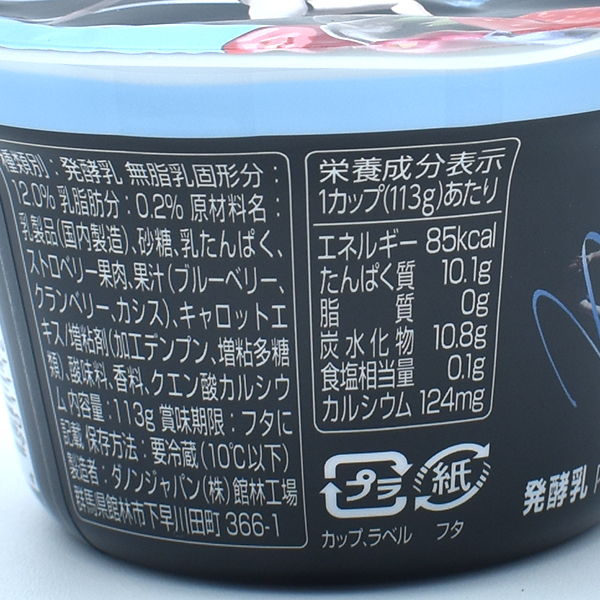 種類別：発酵乳 無脂乳固形分：
12.0% 乳脂肪分：0.2% 原材料名：
乳製品（国内製造）、砂糖、乳たんぱく、
ストロベリー果肉、果汁（ブルーベリー、
クランベリー、カシス）、キャロットエ
キス/増粘剤（加工デンプン、増粘多糖
類）、酸味料、香料、クエン酸カルシウ
ム 内容量：113g 賞味期限：フタに
記載 保存方法：要冷蔵（10℃以下）
製造者：ダノンジャパン（株）館林工場
群馬県館林市下早川田町 366-1
栄養成分表示
1カップ（113g）あたり
エネルギー 85kcal
たんぱく質 10.1g
脂質 0g
炭水化物 10.8g
食塩相当量 0.1g
カルシウム 124mg
プラ 紙
カップ、ラベル フタ
発酵乳